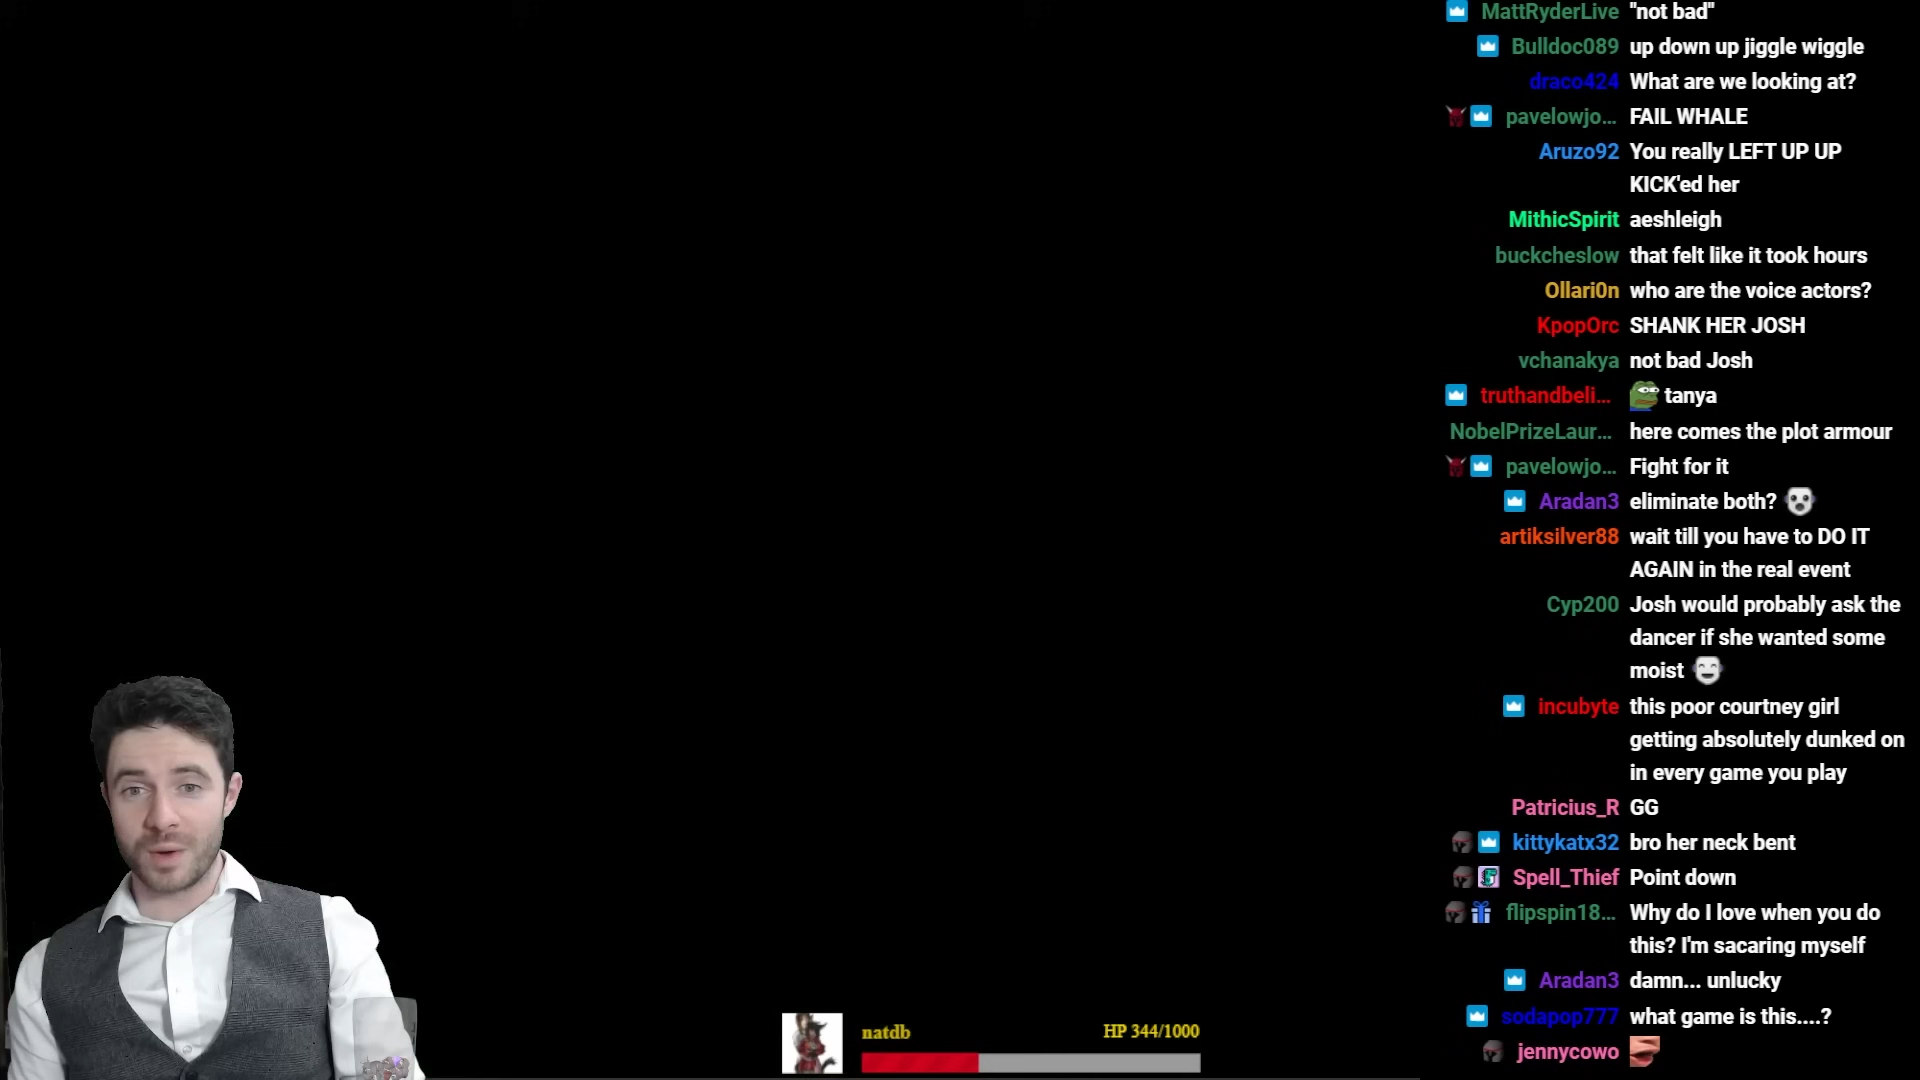 MattRyderLive "not bad"
Bulldoc089 up down up jiggle wiggle
draco424 What are we looking at?
pavelowjo... FAIL WHALE
Aruzo92 You really LEFT UP UP
KICK'ed her
MithicSpirit aeshleigh
buckcheslow that felt like it took hours
Ollari0n who are the voice actors?
KpopOrc SHANK HER JOSH
vchanakya not bad Josh
truthandbeli... tanya
NobelPrizeLaur... here comes the plot armour
pavelowjo... Fight for it
Aradan3 eliminate both?
artiksilver88 wait till you have to DO IT
AGAIN in the real event
Cyp200 Josh would probably ask the
dancer if she wanted some
moist
incubyte this poor courtney girl
getting absolutely dunked on
in every game you play
Patricius_R GG
kittykatx32 bro her neck bent
Spell_Thief Point down
flipspin18... Why do I love when you do
this? I'm sacaring myself
Aradan3 damn... unlucky
sodapop777 what game is this....?
jennycowo
natdb HP 344/1000